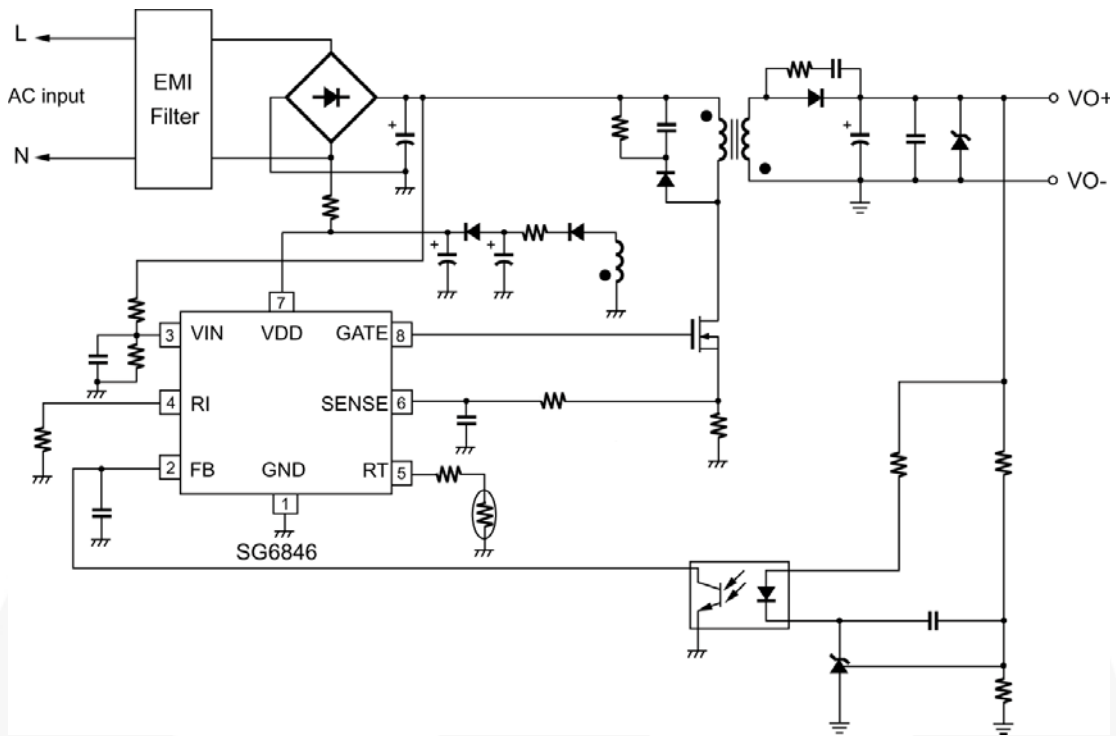 L
AC input
N
EMI
Filter
VO+
VO-
7
3
VIN
VDD
GATE
8
4
RI
SENSE
6
2
FB
GND
RT
5
1
SG6846
+
+
+
+